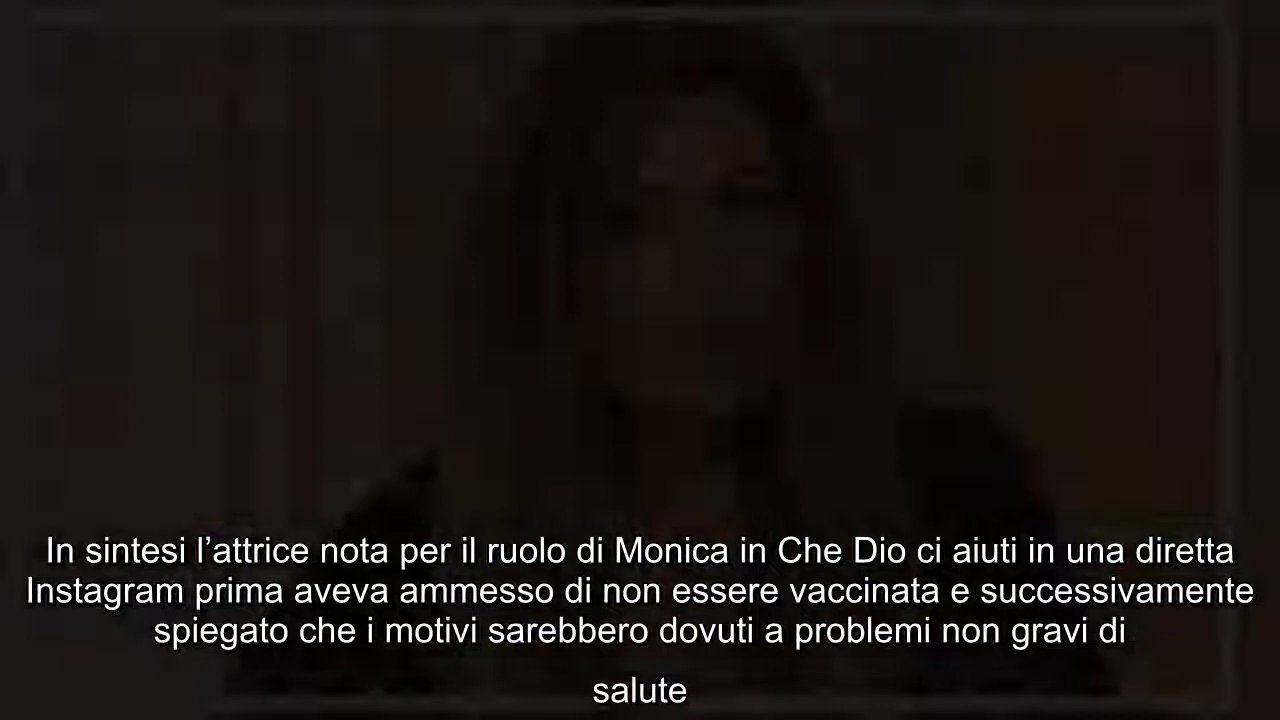 In sintesi l’attrice nota per il ruolo di Monica in Che Dio ci aiuti in una diretta
Instagram prima aveva ammesso di non essere vaccinata e successivamente
spiegato che i motivi sarebbero dovuti a problemi non gravi di
salute